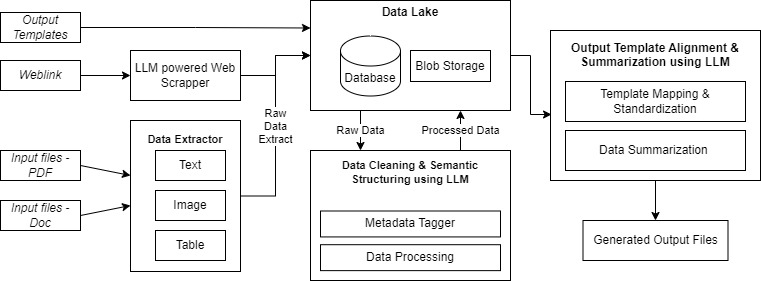 Output
Templates
Weblink
LLM powered Web
Scrapper
Data Extractor
Text
Image
Table
Input files -
PDF
Input files -
Doc
Raw
Data
Extract
Data Lake
Database
Blob Storage
Raw Data
Processed Data
Data Cleaning & Semantic
Structuring using LLM
Metadata Tagger
Data Processing
Output Template Alignment &
Summarization using LLM
Template Mapping &
Standardization
Data Summarization
Generated Output Files